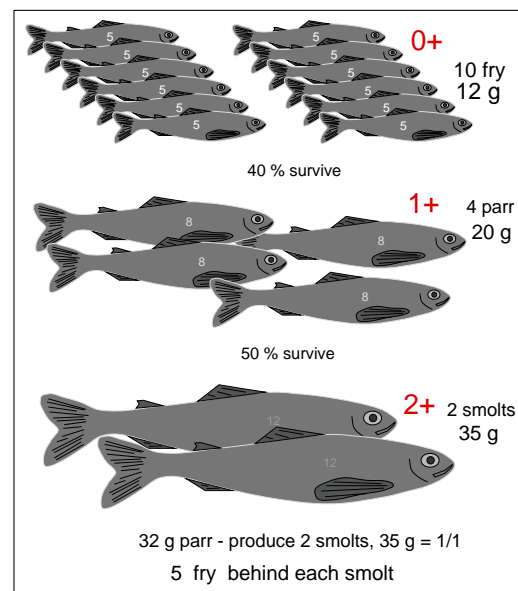 5 5 0+
5 5
5 5 10 fry
5 5 12 g
5 5
5 5
40 % survive
1+ 4 parr
8 20 g
8 8
8
50 % survive
2+ 2 smolts
12 35 g
12
32 g parr - produce 2 smolts, 35 g = 1/1
5 fry behind each smolt